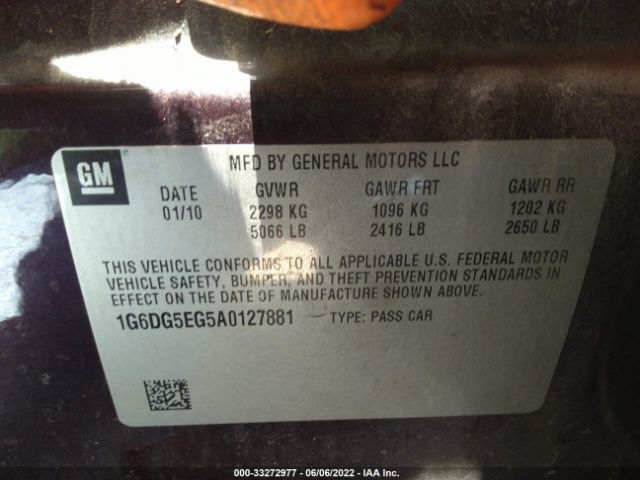 GM
MFD BY GENERAL MOTORS LLC
DATE GVWR GAWR FRT GAWR RR
01/10 2298 KG 1096 KG 1202 KG
5066 LB 2416 LB 2650 LB
THIS VEHICLE CONFORMS TO ALL APPLICABLE U.S. FEDERAL MOTOR
VEHICLE SAFETY, BUMPER, AND THEFT PREVENTION STANDARDS IN
EFFECT ON THE DATE OF MANUFACTURE SHOWN ABOVE.
1G6DG5EG5A0127881 TYPE: PASS CAR
000-33272977 - 06/06/2022 - IAA Inc.